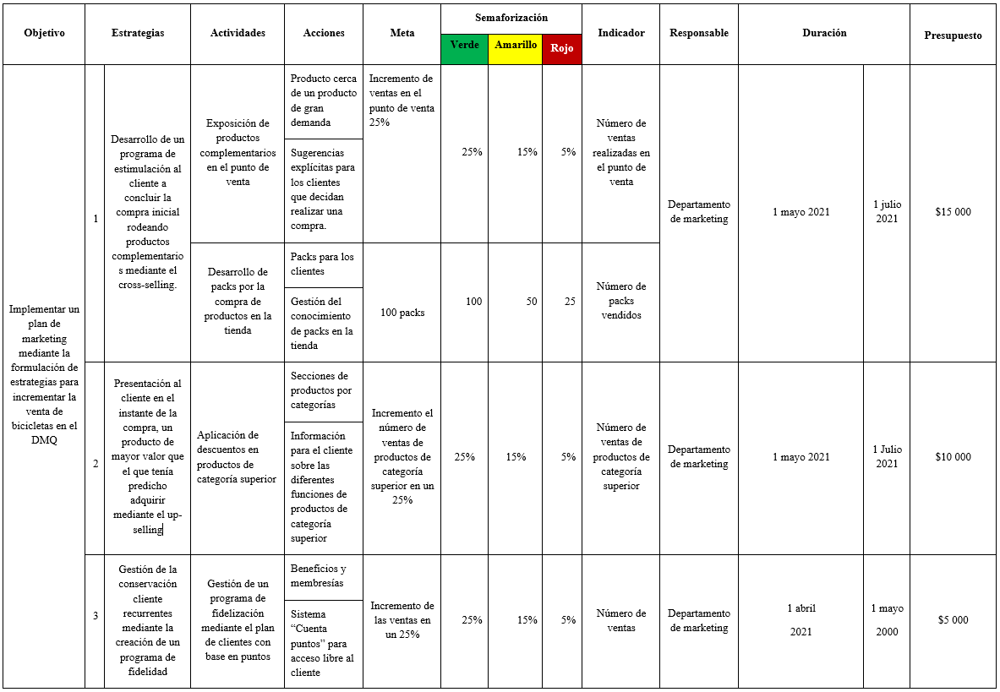 Objetivo
Estrategias
Actividades
Acciones
Meta
Semaforización
Verde
Amarillo
Rojo
Indicador
Responsable
Duración
Presupuesto
Implementar un
plan de
marketing
mediante la
formulación de
estrategias para
incrementar la
venta de
bicicletas en el
DMQ
1
Desarrollo de un
programa de
estimulación al
cliente a
concluir la
compra inicial
rodeando
productos
complementario
s mediante el
cross-selling.
Exposición de
productos
complementarios
en el punto de
venta
Producto cerca
de un producto
de gran
demanda
Sugerencias
explícitas para
los clientes
que decidan
realizar una
compra.
Incremento de
ventas en el
punto de venta
25%
25%
15%
5%
Número de
ventas
realizadas en
el punto de
venta
Departamento
de marketing
1 mayo 2021
1 julio
2021
$15 000
Desarrollo de
packs por la
compra de
productos en la
tienda
Packs para los
clientes
Gestión del
conocimiento
de packs en la
tienda
100 packs
100
50
25
Número de
packs
vendidos
2
Presentación al
cliente en el
instante de la
compra, un
producto de
mayor valor que
el que tenía
predicho
adquirir
mediante el up-
selling
Aplicación de
descuentos en
productos de
categoría superior
Secciones de
productos por
categorías
Información
para el cliente
sobre las
diferentes
funciones de
productos de
categoría
superior
Incremento el
número de
ventas de
productos de
categoría
superior en un
25%
25%
15%
5%
Número de
ventas de
productos de
categoría
superior
Departamento
de marketing
1 mayo 2021
1 Julio
2021
$10 000
3
Gestión de la
conservación
cliente
recurrentes
mediante la
creación de un
programa de
fidelidad
Gestión de un
programa de
fidelización
mediante el plan
de clientes con
base en puntos
Beneficios y
membresías
Sistema
“Cuenta
puntos” para
acceso libre al
cliente
Incremento de
las ventas en
un 25%
25%
15%
5%
Número de
ventas
Departamento
de marketing
1 abril
2021
1 mayo
2000
$5 000